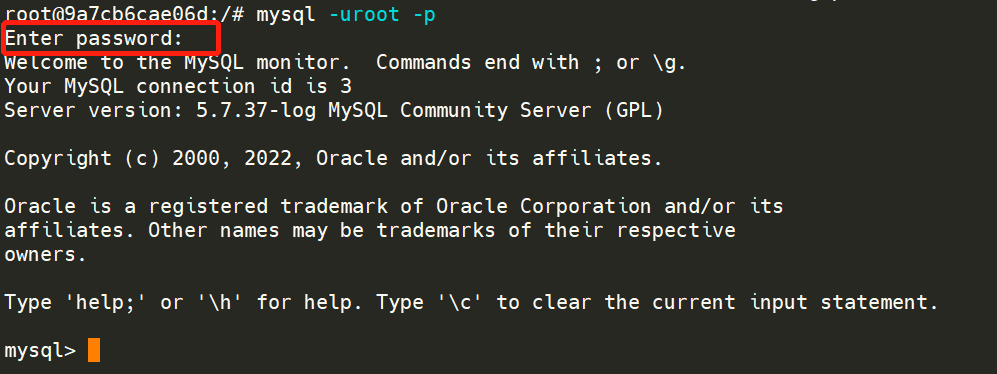 root@9a7cb6cae06d:/# mysql -uroot -p
Enter password:
Welcome to the MySQL monitor.  Commands end with ; or \g.
Your MySQL connection id is 3
Server version: 5.7.37-log MySQL Community Server (GPL)
Copyright (c) 2000, 2022, Oracle and/or its affiliates.
Oracle is a registered trademark of Oracle Corporation and/or its
affiliates. Other names may be trademarks of their respective
owners.
Type 'help;' or '\h' for help. Type '\c' to clear the current input statement.
mysql>